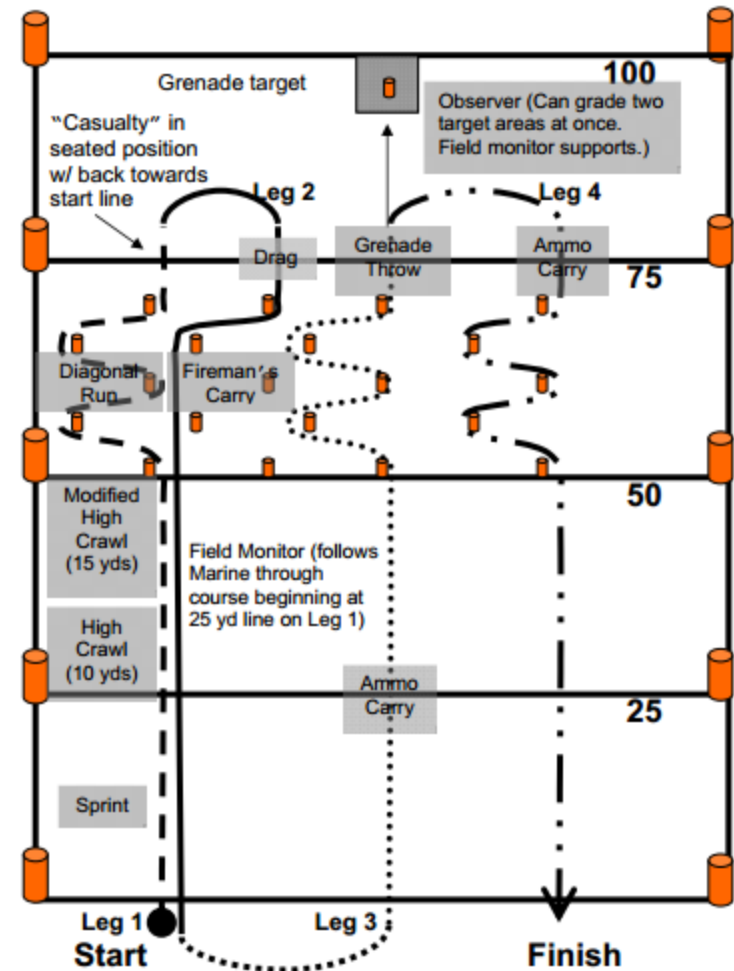 100
Grenade target
Observer (Can grade two
target areas at once.
Field monitor supports.)
"Casualty" in
seated position
w/ back towards
start line
Leg 2
Leg 4
Drag
Grenade
Throw
Ammo
Carry
75
Diagonal
Run
Fireman's
Carry
50
Modified
High
Crawl
(15 yds)
Field Monitor (follows
Marine through
course beginning at
25 yd line on Leg 1)
High
Crawl
(10 yds)
Ammo
Carry
25
Sprint
Leg 1
Leg 3
Start
Finish